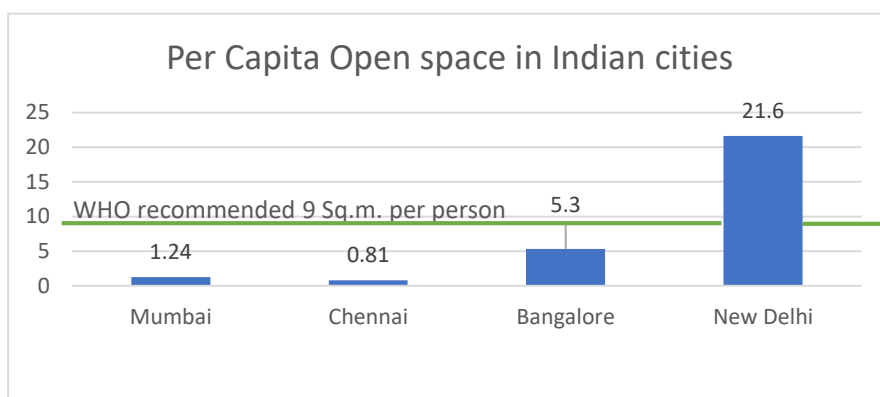 Per Capita Open space in Indian cities
25
21.6
20
15
WHO recommended 9 Sq.m. per person
5.3
10
1.24
0.81
5
0
Mumbai
Chennai
Bangalore
New Delhi